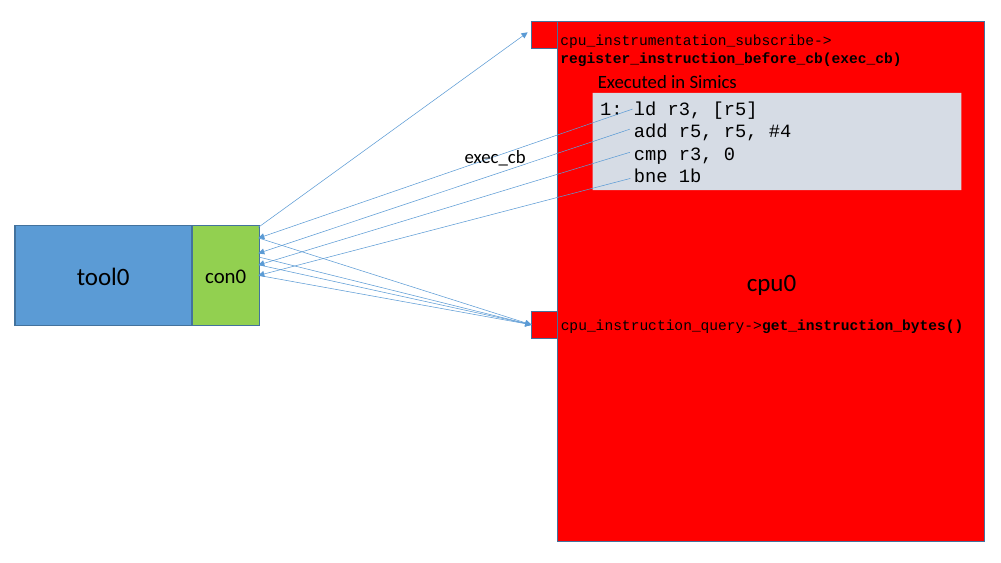 cpu_instrumentation_subscribe->
register_instruction_before_cb(exec_cb)
Executed in Simics
1: ld r3, [r5]
add r5, r5, #4
cmp r3, 0
bne 1b
exec_cb
tool0
con0
cpu0
cpu_instruction_query->get_instruction_bytes()